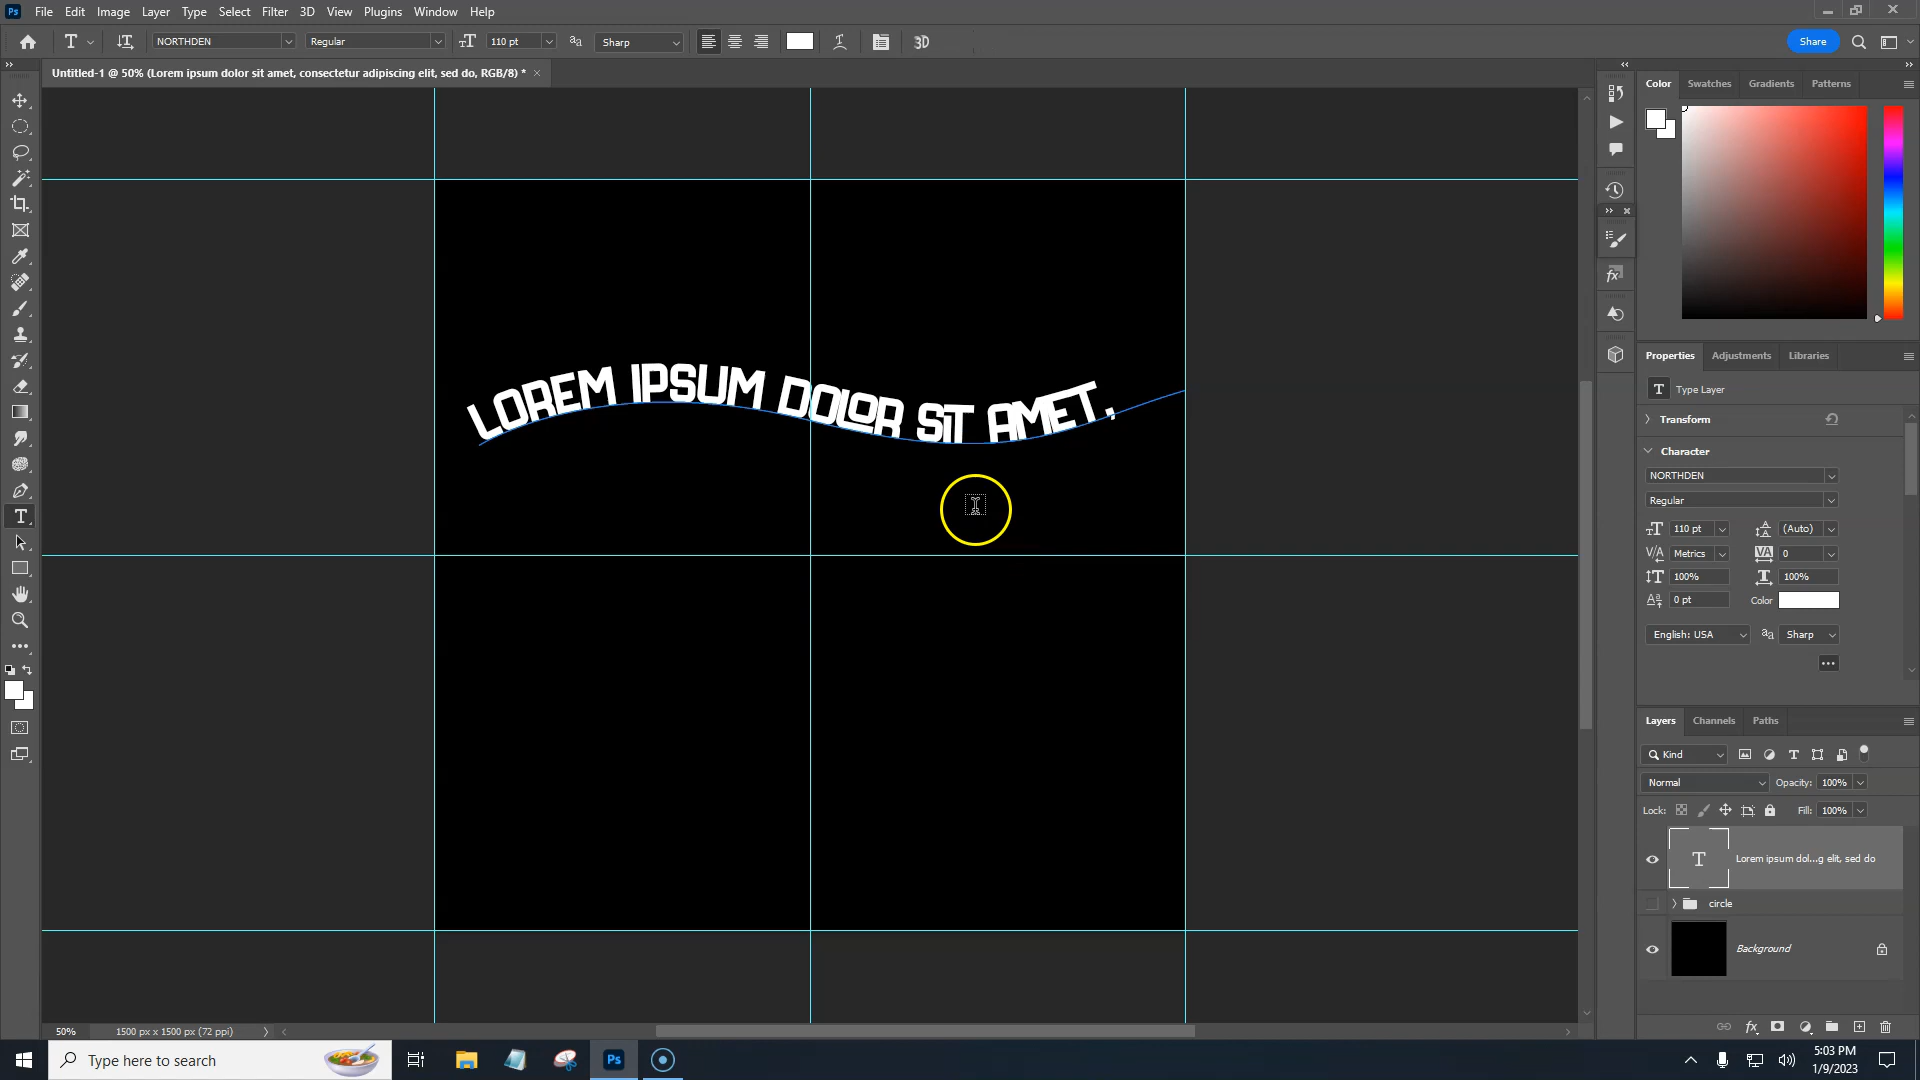 Ps File Edit Image Layer Type Select Filter 3D View Plugins Window Help
NORTHDEN Regular 110 pt Sharp 3D Share
Untitled-1 @ 50% (Lorem ipsum dolor sit amet, consectetur adipiscing elit, sed do, RGB/8) *
Color Swatches Gradients Patterns
LOREM IPSUM DOLOR SIT AMET.
Properties Adjustments Libraries
T Type Layer
Transform
Character
NORTHDEN
Regular
110 pt (Auto)
Metrics 0
100% 100%
0 pt Color
English: USA Sharp
Layers Channels Paths
Kind
Normal Opacity: 100%
Lock: Fill: 100%
T Lorem ipsum dol...g elit, sed do
circle
Background
50% 1500 px x 1500 px (72 ppi)
Type here to search
Ps
5:03 PM
1/9/2023